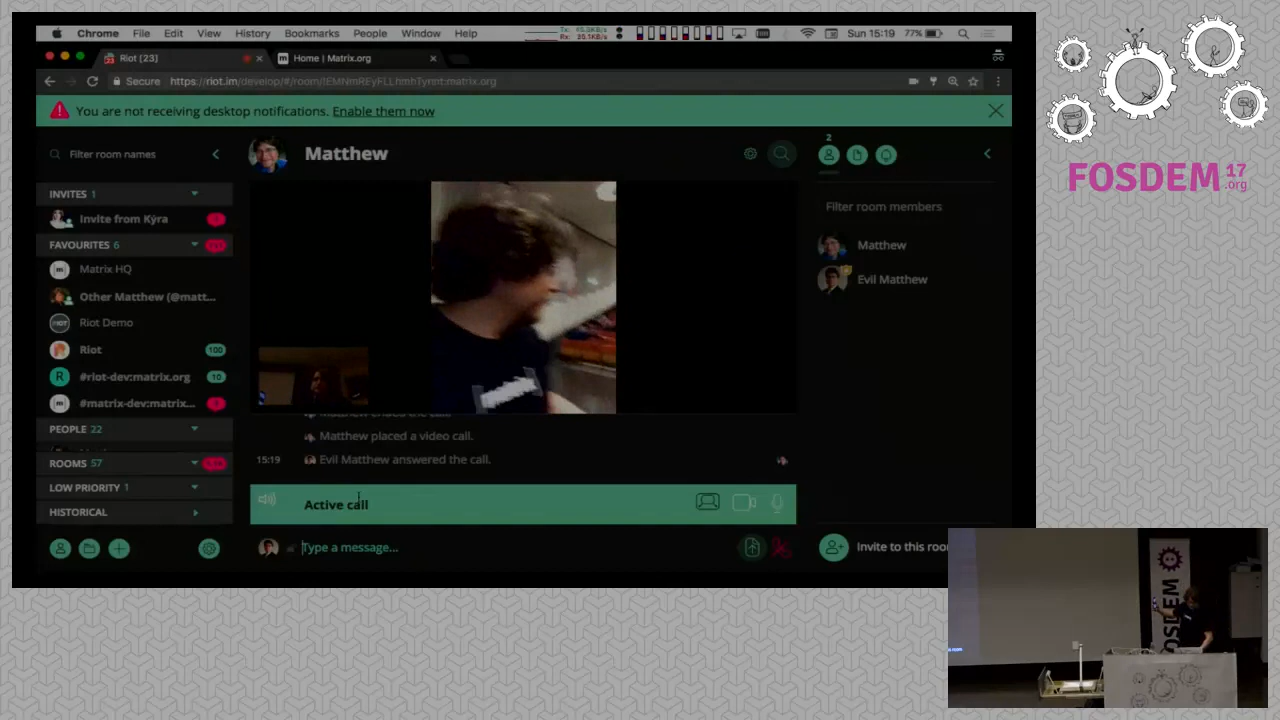 Chrome File Edit View History Bookmarks People Window Help
Sun 15:19 77%
Riot [23]
Home | Matrix.org
Secure
FOSDEM 17 .org
You are not receiving desktop notifications. Enable them now
Filter room names
Matthew
2
INVITES 1
Invite from Kýra
FAVOURITES 6
Matrix HQ
Other Matthew (@matt...
Riot Demo
Riot 100
#riot-dev:matrix.org 10
#matrix-dev:matrix...
PEOPLE 22
ROOMS 57
LOW PRIORITY 1
HISTORICAL
Matthew placed a video call.
15:19 Evil Matthew answered the call.
Active call
Type a message...
Filter room members
Matthew
Evil Matthew
Invite to this roo